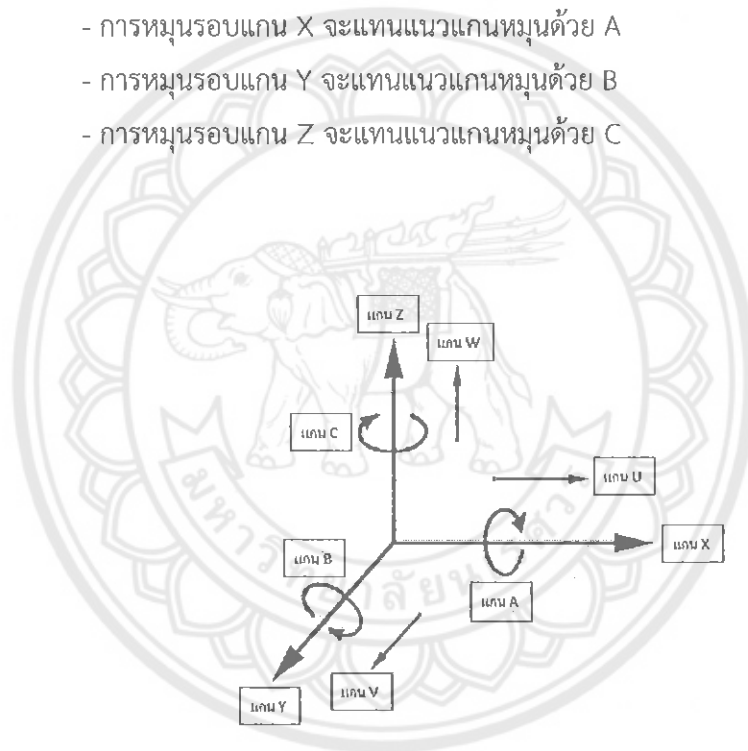 - การหมุนรอบแกน X จะแทนแนวแกนหมุนด้วย A
- การหมุนรอบแกน Y จะแทนแนวแกนหมุนด้วย B
- การหมุนรอบแกน Z จะแทนแนวแกนหมุนด้วย C
แกน Z
แกน W
แกน C
แกน U
แกน B
แกน X
แกน A
แกน V
แกน Y